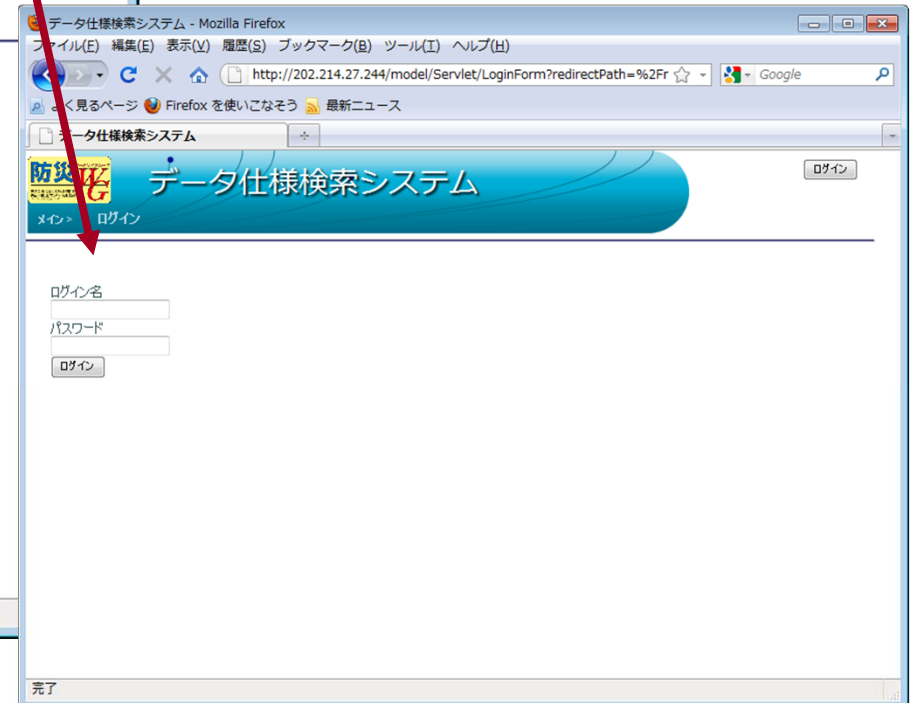 データ仕様検索システム - Mozilla Firefox
ファイル(F) 編集(E) 表示(V) 履歴(S) ブックマーク(B) ツール(T) ヘルプ(H)
http://202.214.27.244/model/Servlet/LoginForm?redirectPath=%2Fr
Google
よく見るページ Firefox を使いこなそう 最新ニュース
データ仕様検索システム
防災 WG
データ仕様検索システム
ログイン
メイン > ログイン
ログイン名
パスワード
ログイン
完了